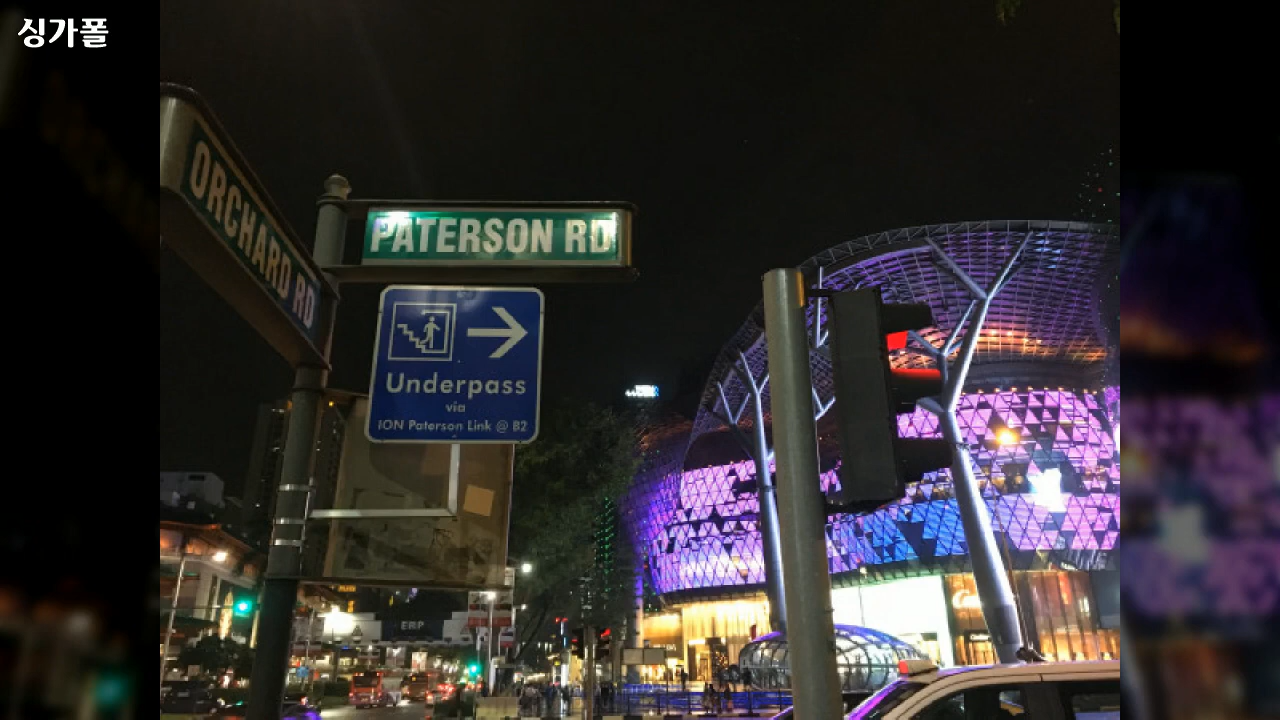 싱가폴
ORCHARD RD
PATERSON RD
Underpass
via
ION Paterson Link @ B2
ERP